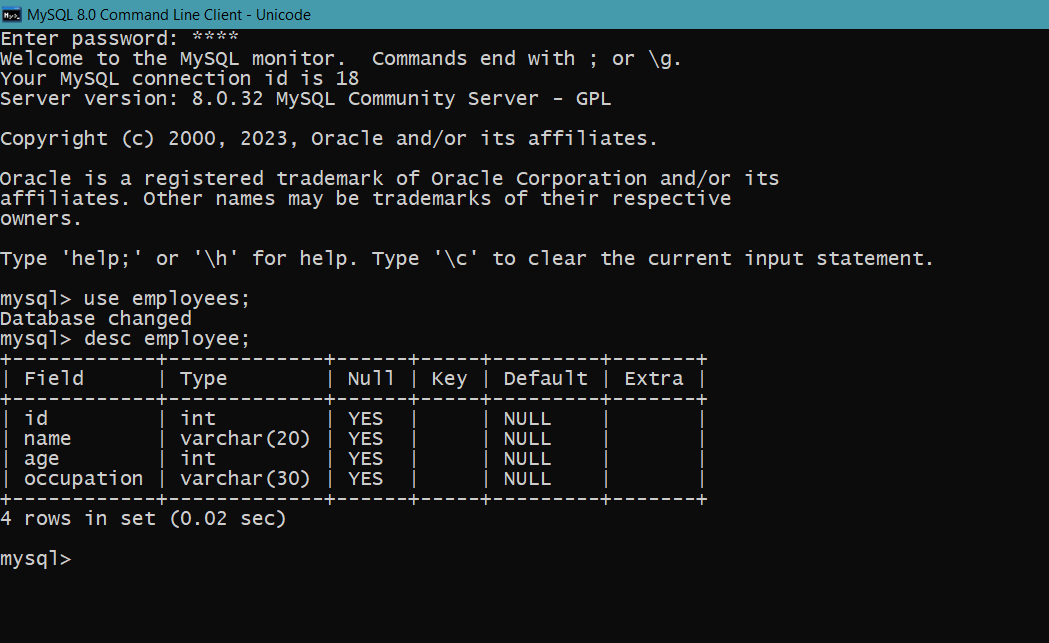 MySQL 8.0 Command Line Client - Unicode
Enter password: ****
Welcome to the MySQL monitor.  Commands end with ; or \g.
Your MySQL connection id is 18
Server version: 8.0.32 MySQL Community Server - GPL

Copyright (c) 2000, 2023, Oracle and/or its affiliates.

Oracle is a registered trademark of Oracle Corporation and/or its
affiliates. Other names may be trademarks of their respective
owners.

Type 'help;' or '\h' for help. Type '\c' to clear the current input statement.

mysql> use employees;
Database changed
mysql> desc employee;
+------------+-------------+------+-----+---------+-------+
| Field      | Type        | Null | Key | Default | Extra |
+------------+-------------+------+-----+---------+-------+
| id         | int         | YES  |     | NULL    |       |
| name       | varchar(20) | YES  |     | NULL    |       |
| age        | int         | YES  |     | NULL    |       |
| occupation | varchar(30) | YES  |     | NULL    |       |
+------------+-------------+------+-----+---------+-------+
4 rows in set (0.02 sec)

mysql>